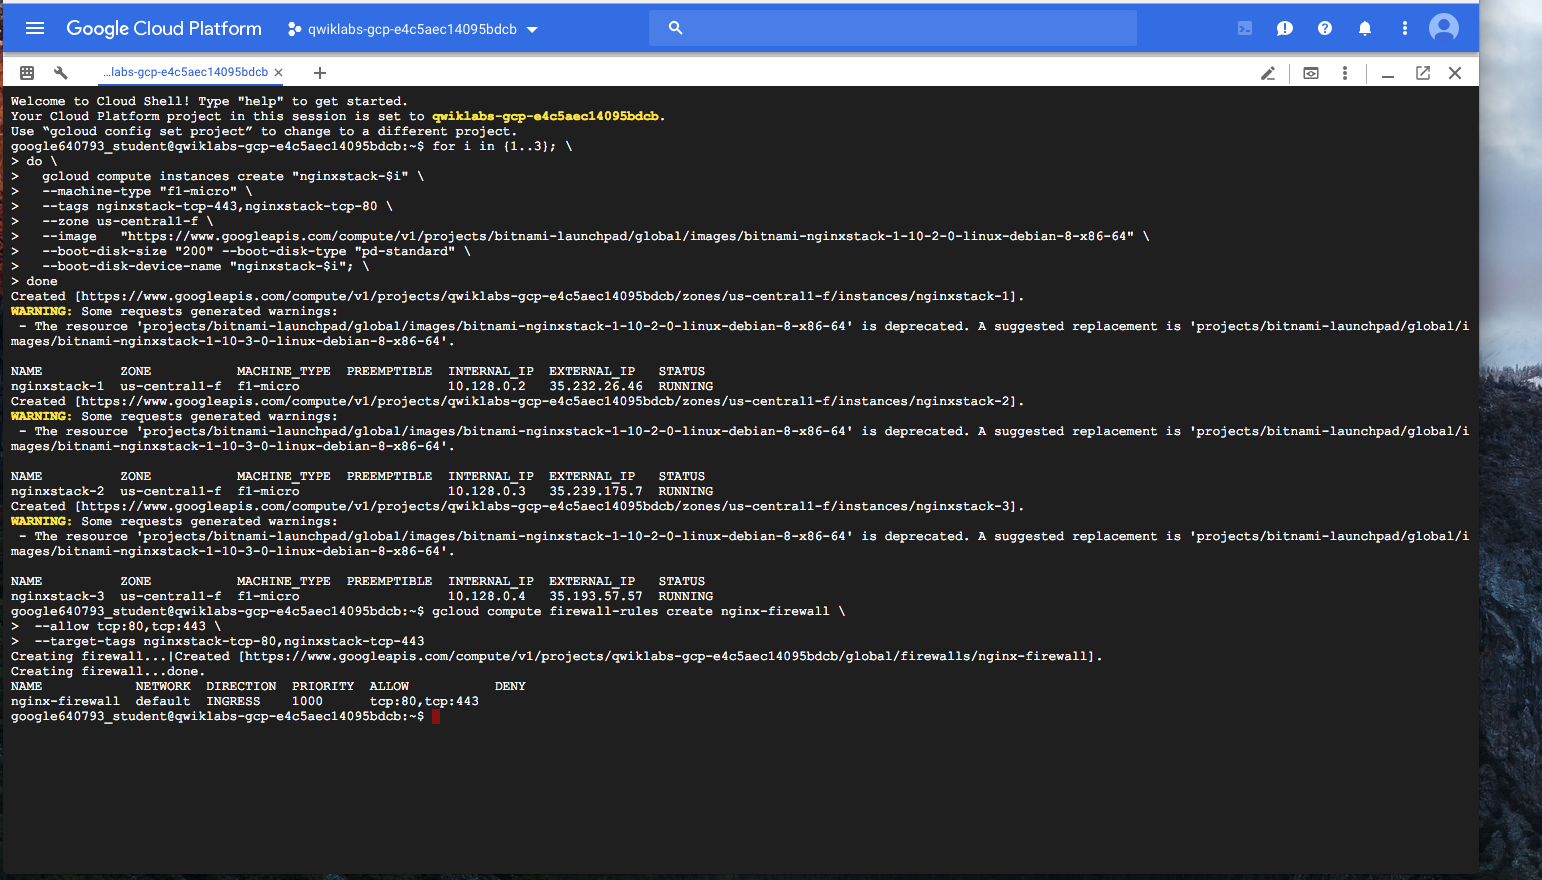 Google Cloud Platform
qwiklabs-gcp-e4c5aec14095bdcb
...labs-gcp-e4c5aec14095bdcb
Welcome to Cloud Shell! Type "help" to get started.
Your Cloud Platform project in this session is set to qwiklabs-gcp-e4c5aec14095bdcb.
Use “gcloud config set project” to change to a different project.
google640793_student@qwiklabs-gcp-e4c5aec14095bdcb:~$ for i in {1..3}; \
> do \
>   gcloud compute instances create "nginxstack-$i" \
>   --machine-type "f1-micro" \
>   --tags nginxstack-tcp-443,nginxstack-tcp-80 \
>   --zone us-central1-f \
>   --image   "https://www.googleapis.com/compute/v1/projects/bitnami-launchpad/global/images/bitnami-nginxstack-1-10-2-0-linux-debian-8-x86-64" \
>   --boot-disk-size "200" --boot-disk-type "pd-standard" \
>   --boot-disk-device-name "nginxstack-$i"; \
> done
Created [https://www.googleapis.com/compute/v1/projects/qwiklabs-gcp-e4c5aec14095bdcb/zones/us-central1-f/instances/nginxstack-1].
WARNING: Some requests generated warnings:
 - The resource 'projects/bitnami-launchpad/global/images/bitnami-nginxstack-1-10-2-0-linux-debian-8-x86-64' is deprecated. A suggested replacement is 'projects/bitnami-launchpad/global/i
mages/bitnami-nginxstack-1-10-3-0-linux-debian-8-x86-64'.
NAME          ZONE           MACHINE_TYPE  PREEMPTIBLE  INTERNAL_IP  EXTERNAL_IP   STATUS
nginxstack-1  us-central1-f  f1-micro                   10.128.0.2   35.232.26.46  RUNNING
Created [https://www.googleapis.com/compute/v1/projects/qwiklabs-gcp-e4c5aec14095bdcb/zones/us-central1-f/instances/nginxstack-2].
WARNING: Some requests generated warnings:
 - The resource 'projects/bitnami-launchpad/global/images/bitnami-nginxstack-1-10-2-0-linux-debian-8-x86-64' is deprecated. A suggested replacement is 'projects/bitnami-launchpad/global/i
mages/bitnami-nginxstack-1-10-3-0-linux-debian-8-x86-64'.
NAME          ZONE           MACHINE_TYPE  PREEMPTIBLE  INTERNAL_IP  EXTERNAL_IP   STATUS
nginxstack-2  us-central1-f  f1-micro                   10.128.0.3   35.239.175.7  RUNNING
Created [https://www.googleapis.com/compute/v1/projects/qwiklabs-gcp-e4c5aec14095bdcb/zones/us-central1-f/instances/nginxstack-3].
WARNING: Some requests generated warnings:
 - The resource 'projects/bitnami-launchpad/global/images/bitnami-nginxstack-1-10-2-0-linux-debian-8-x86-64' is deprecated. A suggested replacement is 'projects/bitnami-launchpad/global/i
mages/bitnami-nginxstack-1-10-3-0-linux-debian-8-x86-64'.
NAME          ZONE           MACHINE_TYPE  PREEMPTIBLE  INTERNAL_IP  EXTERNAL_IP   STATUS
nginxstack-3  us-central1-f  f1-micro                   10.128.0.4   35.193.57.57  RUNNING
google640793_student@qwiklabs-gcp-e4c5aec14095bdcb:~$ gcloud compute firewall-rules create nginx-firewall \
>  --allow tcp:80,tcp:443 \
>  --target-tags nginxstack-tcp-80,nginxstack-tcp-443
Creating firewall...|Created [https://www.googleapis.com/compute/v1/projects/qwiklabs-gcp-e4c5aec14095bdcb/global/firewalls/nginx-firewall].
Creating firewall...done.
NAME            NETWORK  DIRECTION  PRIORITY  ALLOW           DENY
nginx-firewall  default  INGRESS    1000      tcp:80,tcp:443
google640793_student@qwiklabs-gcp-e4c5aec14095bdcb:~$